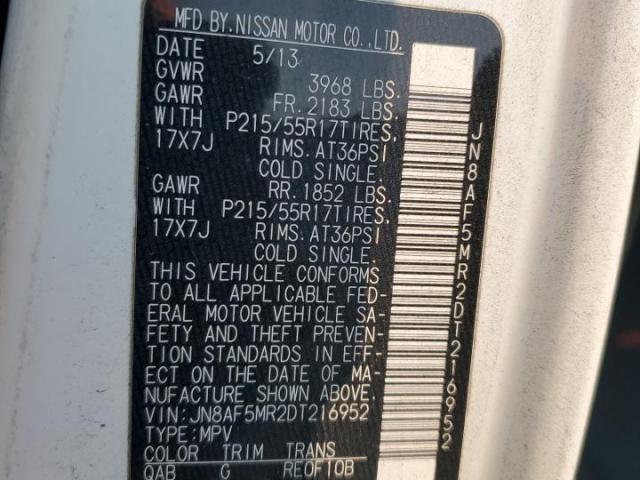 MFD BY.NISSAN MOTOR CO.,LTD.
DATE 5/13
GVWR 3968 LBS.
GAWR FR.2183 LBS.
WITH P215/55R17TIRES,
17X7J RIMS.AT36PSI
COLD SINGLE.
GAWR RR.1852 LBS.
WITH P215/55R17TIRES,
17X7J RIMS.AT36PSI
COLD SINGLE.
THIS VEHICLE CONFORMS
TO ALL APPLICABLE FED-
ERAL MOTOR VEHICLE SA-
FETY AND THEFT PREVEN-
TION STANDARDS IN EFF-
ECT ON THE DATE OF MA-
NUFACTURE SHOWN ABOVE.
VIN:JN8AF5MR2DT216952
TYPE:MPV
COLOR TRIM TRANS
QAB G RE0F10B
JN8AF5MR2DT216952